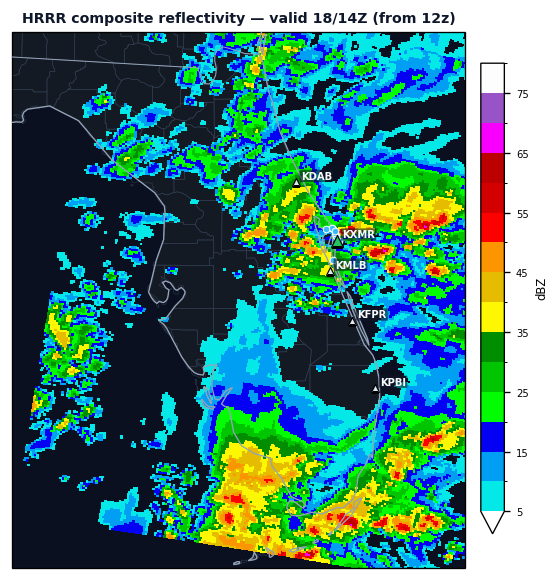 HRRR composite reflectivity — valid 18/14Z (from 12z)
KDAB
KXMR
KMLB
KFPR
KPBI
75
65
55
45
35
25
15
5
dBZ